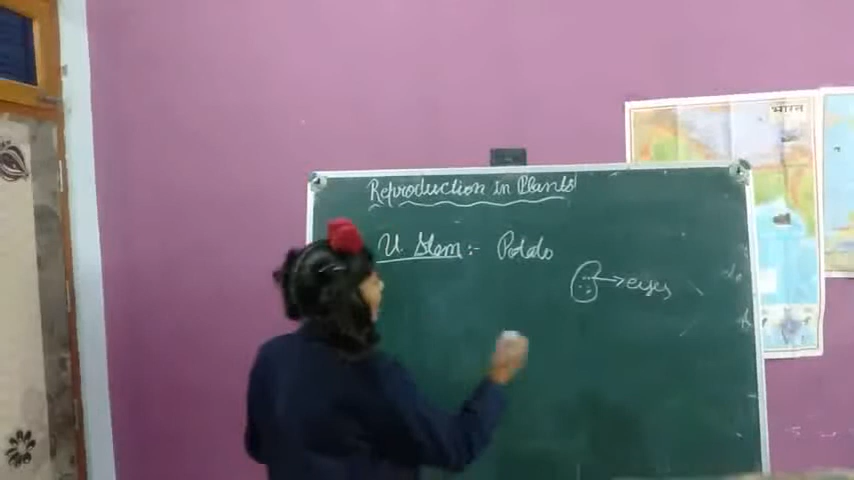 भारत
Reproduction in Plants
U. Stem :- Potato
eyes